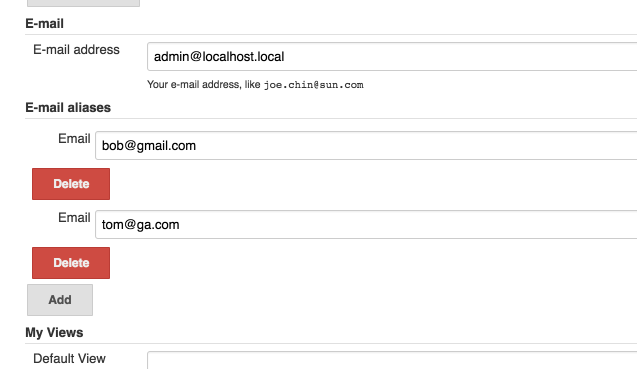 E-mail
E-mail address
admin@localhost.local
Your e-mail address, like joe.chin@sun.com
E-mail aliases
Email
bob@gmail.com
Delete
Email
tom@ga.com
Delete
Add
My Views
Default View